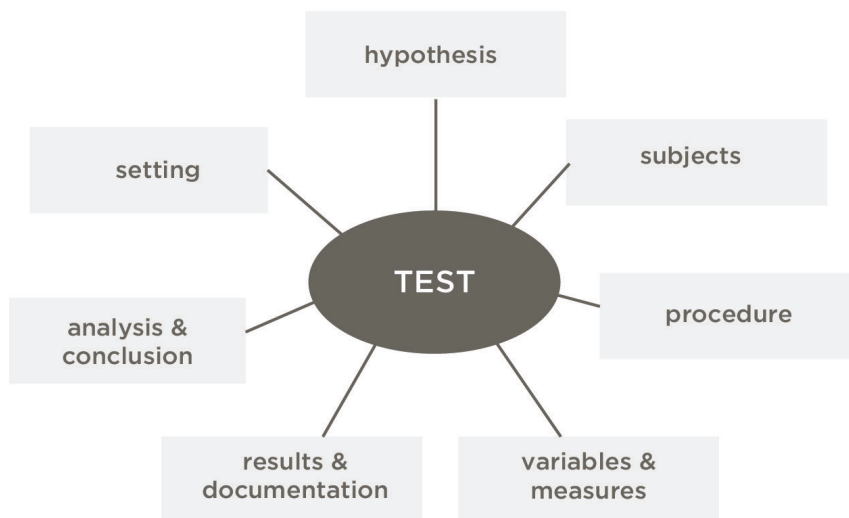 hypothesis
subjects
setting
TEST
procedure
analysis &
conclusion
results &
documentation
variables &
measures